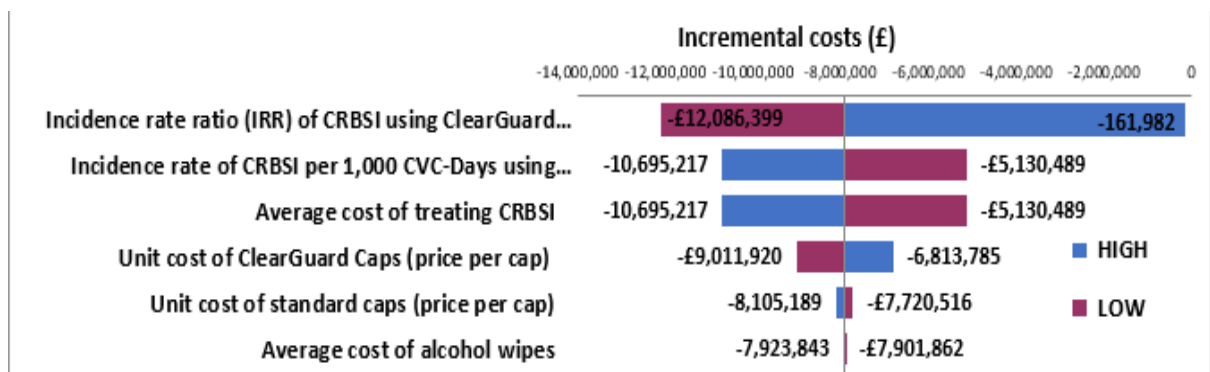 Incremental costs (£)
-14,000,000 -12,000,000 -10,000,000 -8,000,000 -6,000,000 -4,000,000 -2,000,000 0
Incidence rate ratio (IRR) of CRBSI using ClearGuard... -£12,086,399 -161,982
Incidence rate of CRBSI per 1,000 CVC-Days using... -10,695,217 -£5,130,489
Average cost of treating CRBSI -10,695,217 -£5,130,489
Unit cost of ClearGuard Caps (price per cap) -£9,011,920 -6,813,785 HIGH
Unit cost of standard caps (price per cap) -8,105,189 -£7,720,516 LOW
Average cost of alcohol wipes -7,923,843 -£7,901,862